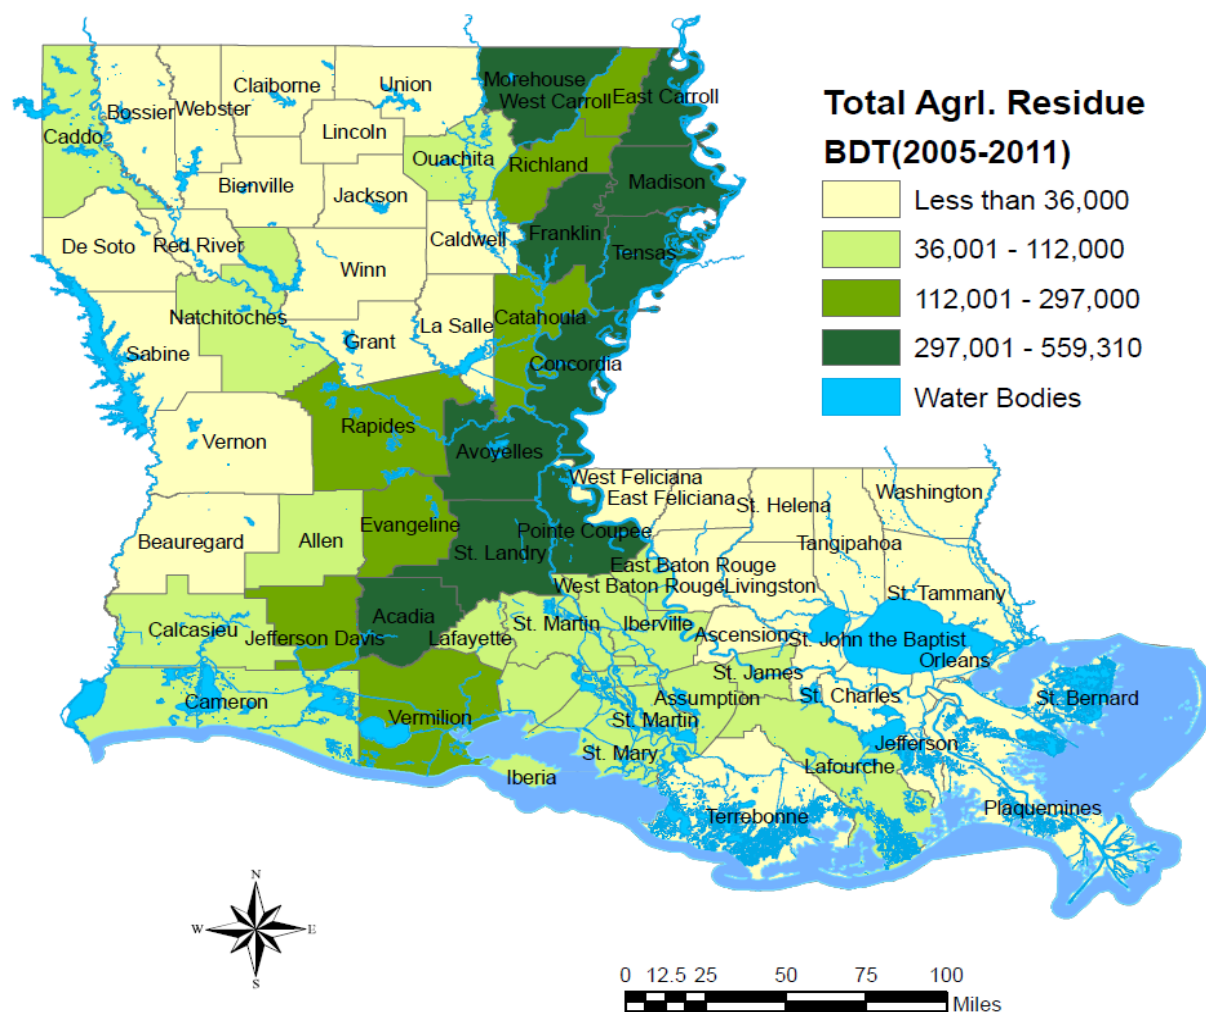 Total Agrl. Residue
BDT(2005-2011)
Less than 36,000
36,001 - 112,000
112,001 - 297,000
297,001 - 559,310
Water Bodies
Caddo
Bossier
Webster
Claiborne
Union
Morehouse
West Carroll
East Carroll
Lincoln
Ouachita
Richland
Madison
Bienville
Jackson
De Soto
Red River
Winn
Caldwell
Franklin
Tensas
Natchitoches
Sabine
Grant
La Salle
Catahoula
Concordia
Vernon
Rapides
Avoyelles
West Feliciana
East Feliciana
St. Helena
Washington
Beauregard
Allen
Evangeline
St. Landry
Pointe Coupee
Tangipahoa
East Baton Rouge
West Baton Rouge
Livingston
St. Tammany
Calcasieu
Jefferson Davis
Acadia
Lafayette
St. Martin
Iberville
Ascension
St. John the Baptist
Orleans
St. James
Cameron
Vermilion
Assumption
St. Charles
St. Bernard
St. Martin
St. Mary
Jefferson
Iberia
Lafourche
Terrebonne
Plaquemines
N
W
E
S
0 12.5 25 50 75 100
Miles